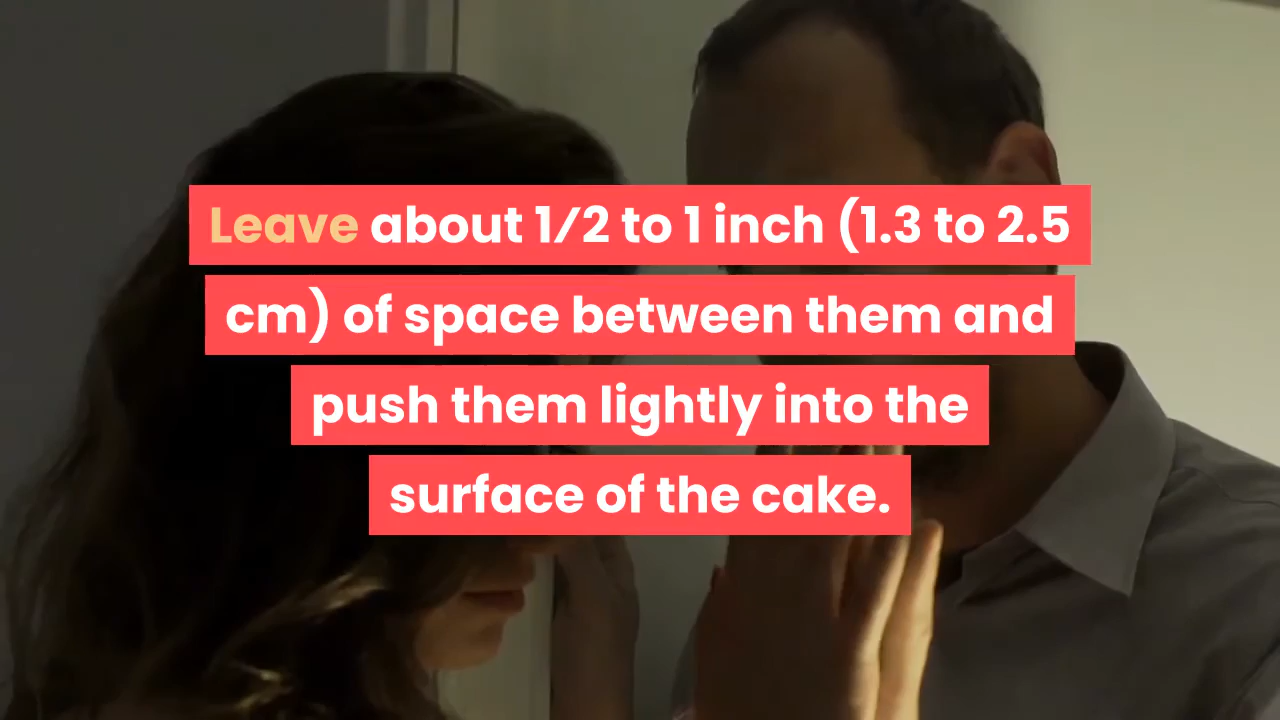 Leave about 1/2 to 1 inch (1.3 to 2.5
cm) of space between them and
push them lightly into the
surface of the cake.